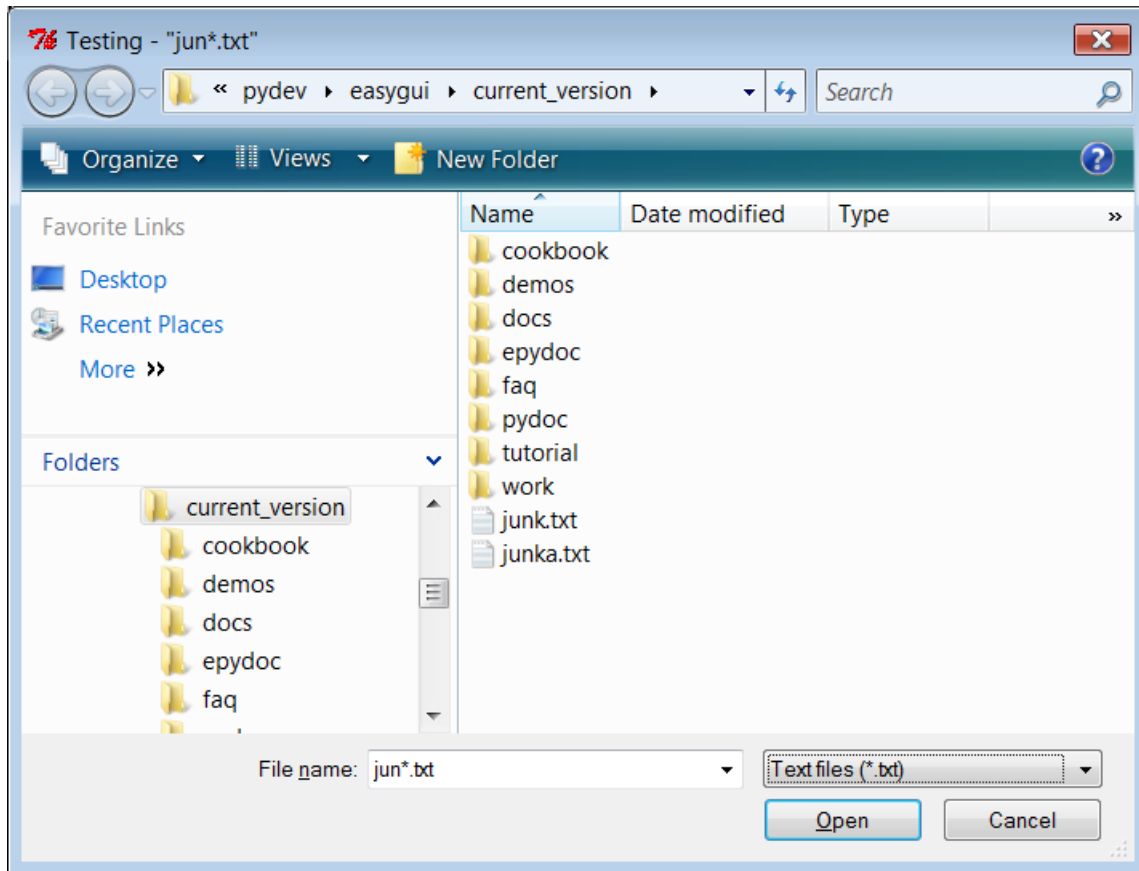 76 Testing - "jun*.txt"
« pydev easygui current_version Search
Organize Views New Folder
Favorite Links
Desktop
Recent Places
More »
Folders
current_version
cookbook
demos
docs
epydoc
faq
Name Date modified Type »
cookbook
demos
docs
epydoc
faq
pydoc
tutorial
work
junk.txt
junka.txt
File name: jun*.txt Text files (*.txt)
Open Cancel